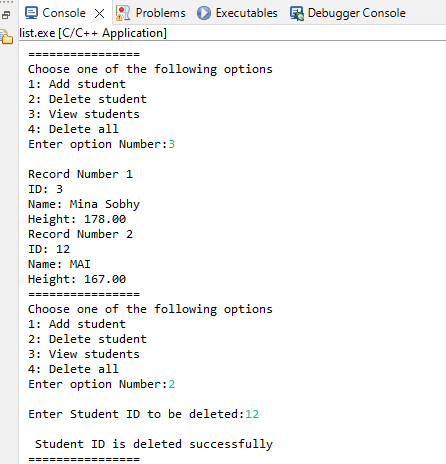 Console
Problems
Executables
Debugger Console
list.exe [C/C++ Application]
================
Choose one of the following options
1: Add student
2: Delete student
3: View students
4: Delete all
Enter option Number:3
Record Number 1
ID: 3
Name: Mina Sobhy
Height: 178.00
Record Number 2
ID: 12
Name: MAI
Height: 167.00
================
Choose one of the following options
1: Add student
2: Delete student
3: View students
4: Delete all
Enter option Number:2
Enter Student ID to be deleted:12
Student ID is deleted successfully
================